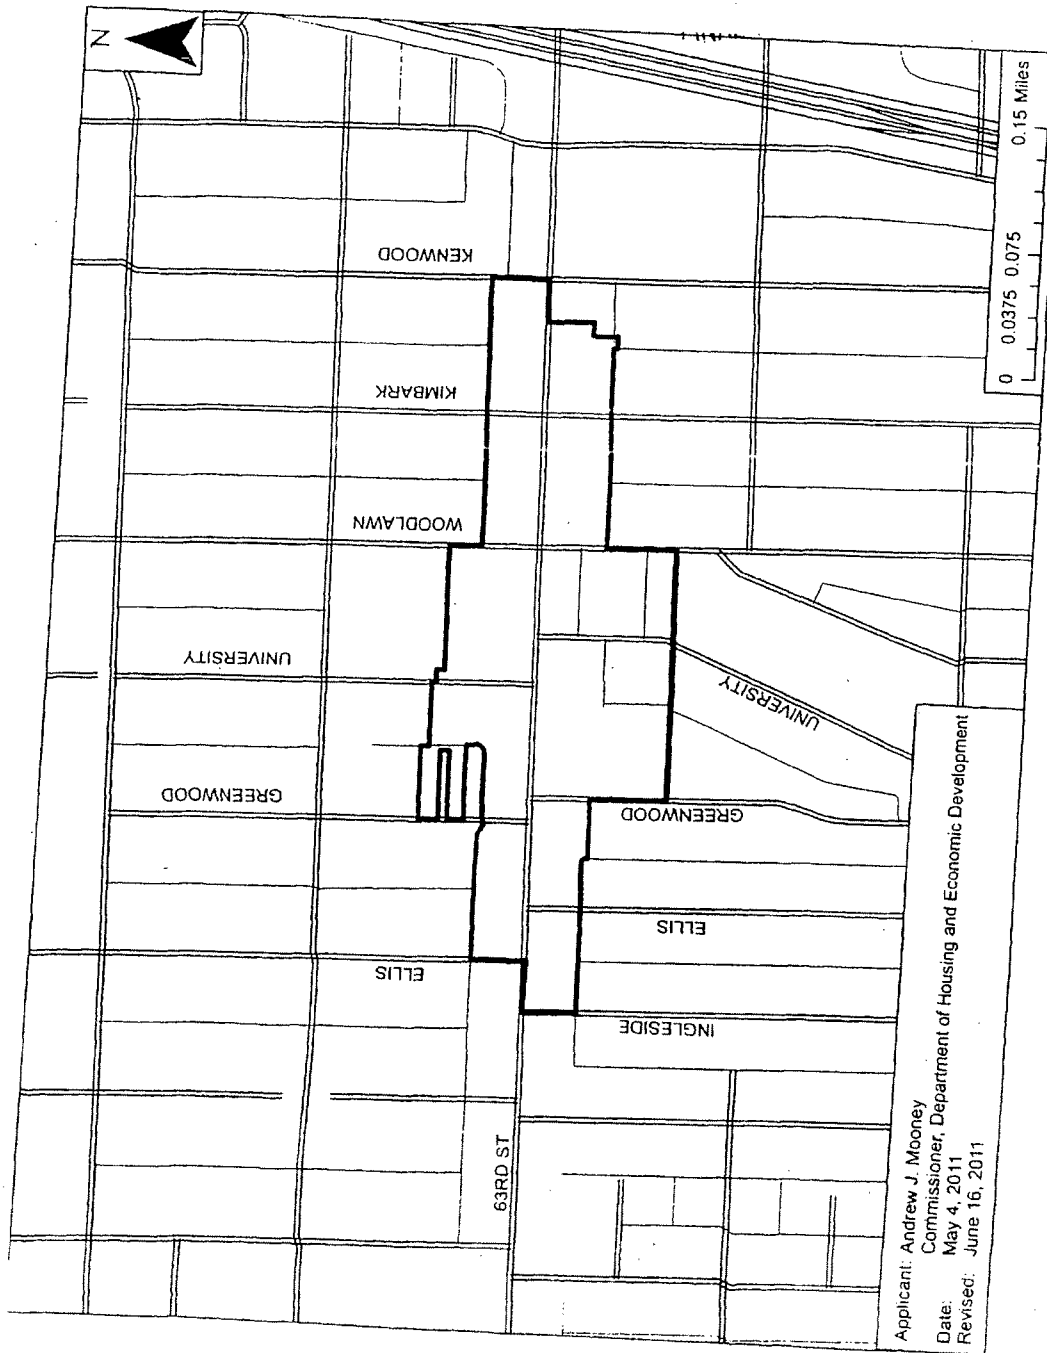 N
KENWOOD
KIMBARK
WOODLAWN
UNIVERSITY
GREENWOOD
ELLIS
63RD ST
UNIVERSITY
GREENWOOD
ELLIS
INGLESIDE
0 0.0375 0.075 0.15 Miles
Applicant: Andrew J. Mooney
Commissioner, Department of Housing and Economic Development
Date: May 4, 2011
Revised: June 16, 2011